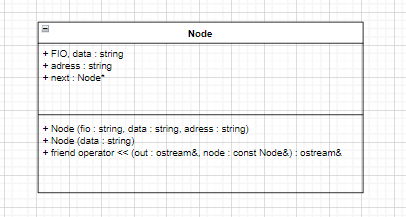 Node
+ FIO, data : string
+ adress : string
+ next : Node*
+ Node (fio : string, data : string, adress : string)
+ Node (data : string)
+ friend operator << (out : ostream&, node : const Node&) : ostream&